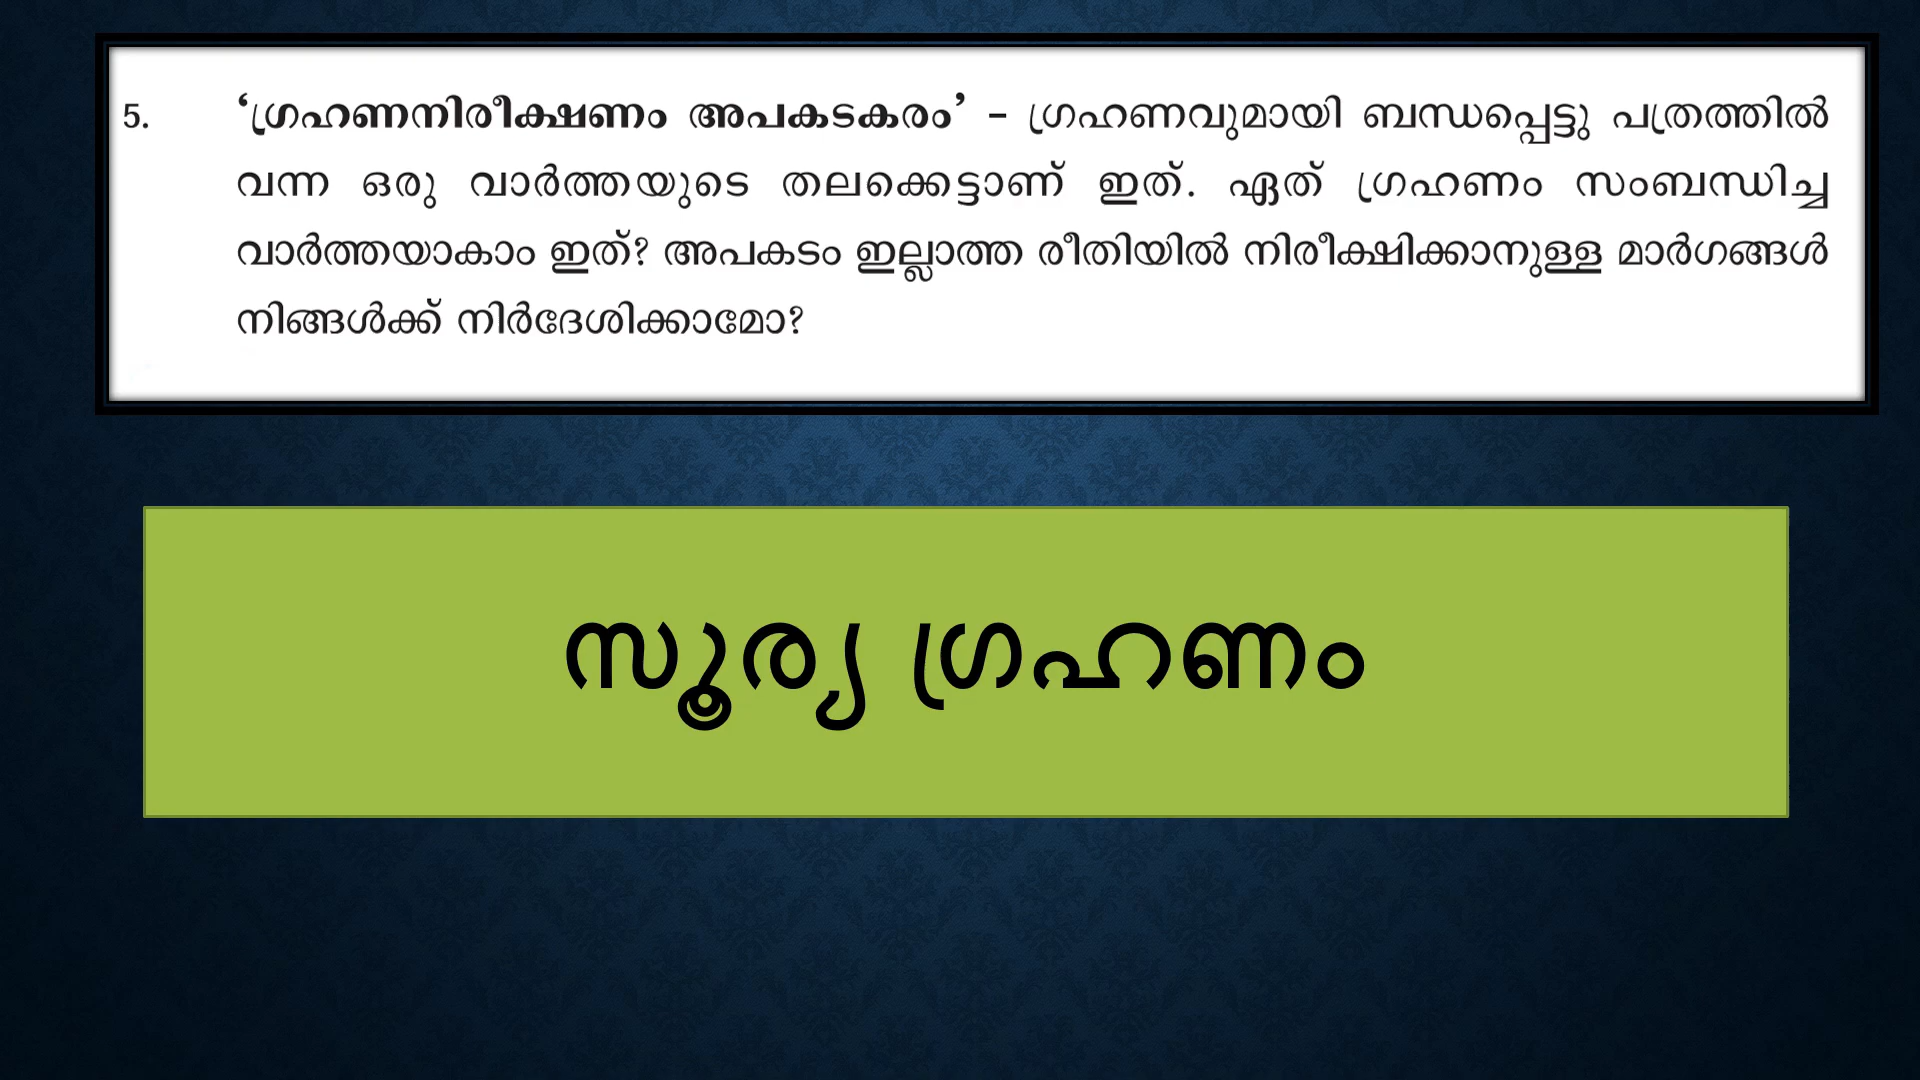 5. ‘ഗ്രഹണനിരീക്ഷണം അപകടകരം’ – ഗ്രഹണവുമായി ബന്ധപ്പെട്ടു പത്രത്തിൽ
വന്ന ഒരു വാർത്തയുടെ തലക്കെട്ടാണ് ഇത്. ഏത് ഗ്രഹണം സംബന്ധിച്ച
വാർത്തയാകാം ഇത്? അപകടം ഇല്ലാത്ത രീതിയിൽ നിരീക്ഷിക്കാനുള്ള മാർഗങ്ങൾ
നിങ്ങൾക്ക് നിർദേശിക്കാമോ?
സൂര്യ ഗ്രഹണം